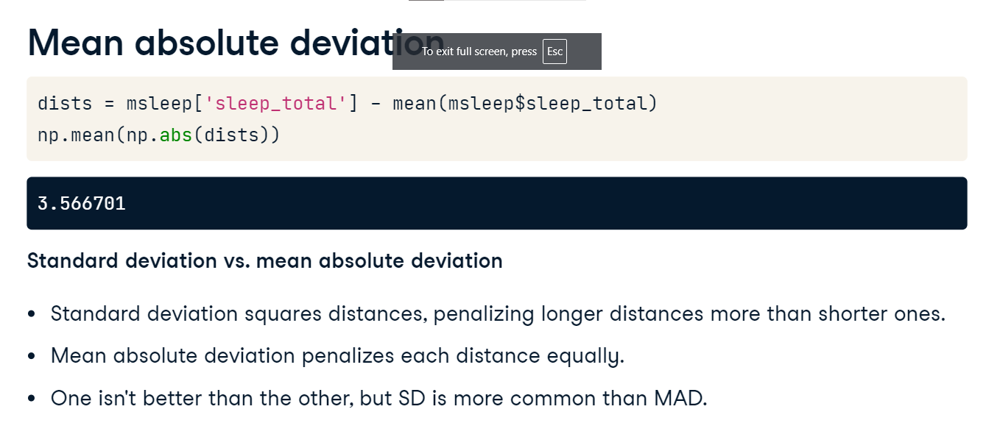 Mean absolute deviation
To exit full screen, press Esc
dists = msleep['sleep_total'] - mean(msleep$sleep_total)
np.mean(np.abs(dists))
3.566701
Standard deviation vs. mean absolute deviation
• Standard deviation squares distances, penalizing longer distances more than shorter ones.
• Mean absolute deviation penalizes each distance equally.
• One isn't better than the other, but SD is more common than MAD.